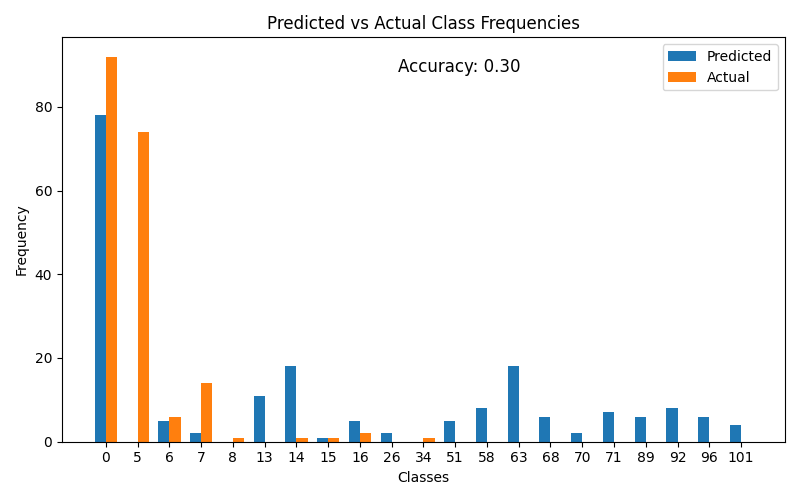 Predicted vs Actual Class Frequencies
Accuracy: 0.30
Predicted
Actual
Frequency
80
60
40
20
0
0 5 6 7 8 13 14 15 16 26 34 51 58 63 68 70 71 89 92 96 101
Classes